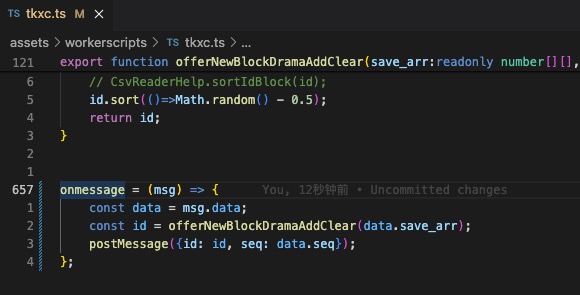 TS tkxc.ts M ×
assets > workerscripts > TS tkxc.ts > ...
121 export function offerNewBlockDramaAddClear(save_arr:readonly number[][],
6 // CsvReaderHelp.sortIdBlock(id);
5 id.sort(()=>Math.random() - 0.5);
4 return id;
3 }
2
1
657 onmessage = (msg) => { You, 12秒钟前 • Uncommitted changes
1 const data = msg.data;
2 const id = offerNewBlockDramaAddClear(data.save_arr);
3 postMessage({id: id, seq: data.seq});
4 };